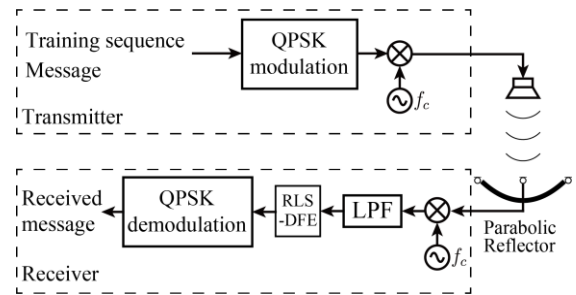 Training sequence
Message
QPSK
modulation
f_c
Transmitter
Received
message
QPSK
demodulation
RLS
-DFE
LPF
f_c
Parabolic
Reflector
Receiver